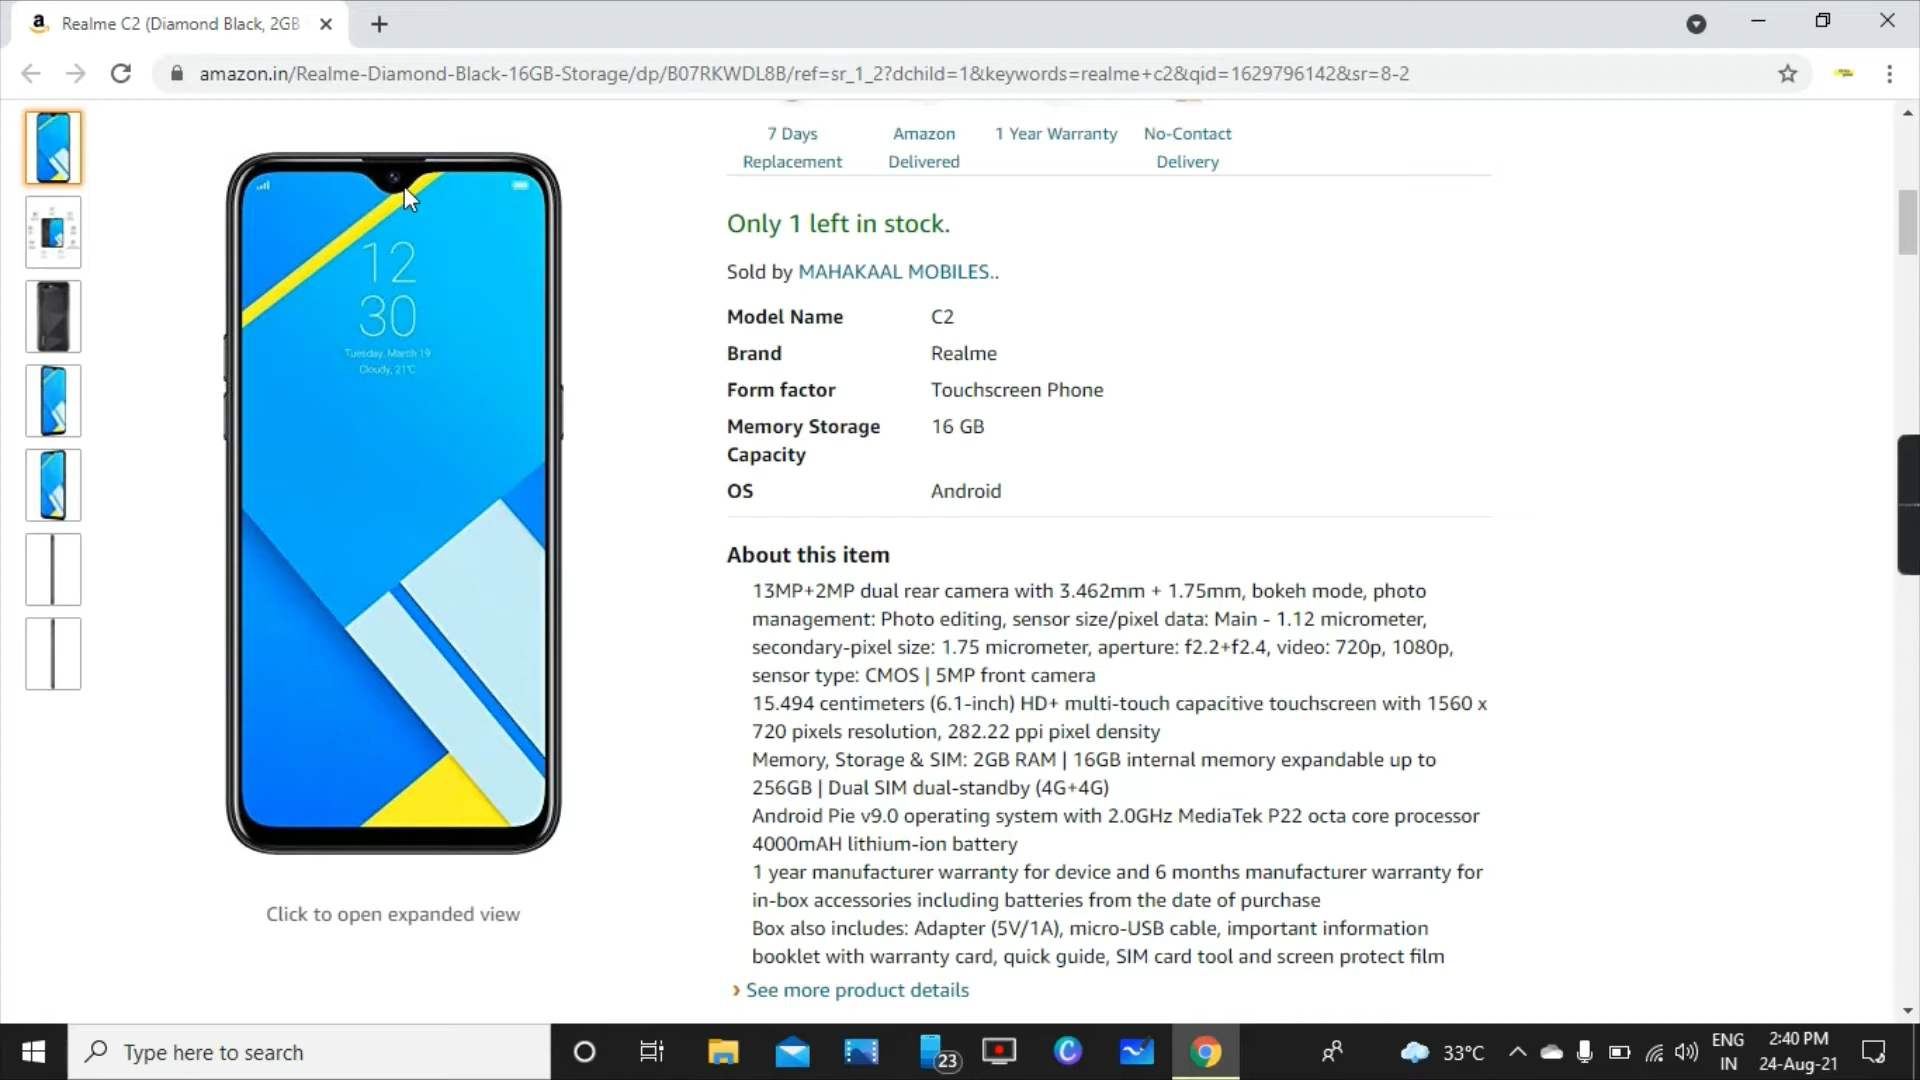 Realme C2 (Diamond Black, 2GB
amazon.in/Realme-Diamond-Black-16GB-Storage/dp/B07RKWDL8B/ref=sr_1_2?dchild=1&keywords=realme+c2&qid=1629796142&sr=8-2
7 Days Replacement
Amazon Delivered
1 Year Warranty
No-Contact Delivery
12
30
Tuesday, March 19
Cloudy, 21°C
Click to open expanded view
Only 1 left in stock.
Sold by MAHAKAAL MOBILES..
Model Name C2
Brand Realme
Form factor Touchscreen Phone
Memory Storage Capacity 16 GB
OS Android
About this item
13MP+2MP dual rear camera with 3.462mm + 1.75mm, bokeh mode, photo
management: Photo editing, sensor size/pixel data: Main - 1.12 micrometer,
secondary-pixel size: 1.75 micrometer, aperture: f2.2+f2.4, video: 720p, 1080p,
sensor type: CMOS | 5MP front camera
15.494 centimeters (6.1-inch) HD+ multi-touch capacitive touchscreen with 1560 x
720 pixels resolution, 282.22 ppi pixel density
Memory, Storage & SIM: 2GB RAM | 16GB internal memory expandable up to
256GB | Dual SIM dual-standby (4G+4G)
Android Pie v9.0 operating system with 2.0GHz MediaTek P22 octa core processor
4000mAH lithium-ion battery
1 year manufacturer warranty for device and 6 months manufacturer warranty for
in-box accessories including batteries from the date of purchase
Box also includes: Adapter (5V/1A), micro-USB cable, important information
booklet with warranty card, quick guide, SIM card tool and screen protect film
› See more product details
Type here to search
23
33°C
ENG
IN
2:40 PM
24-Aug-21